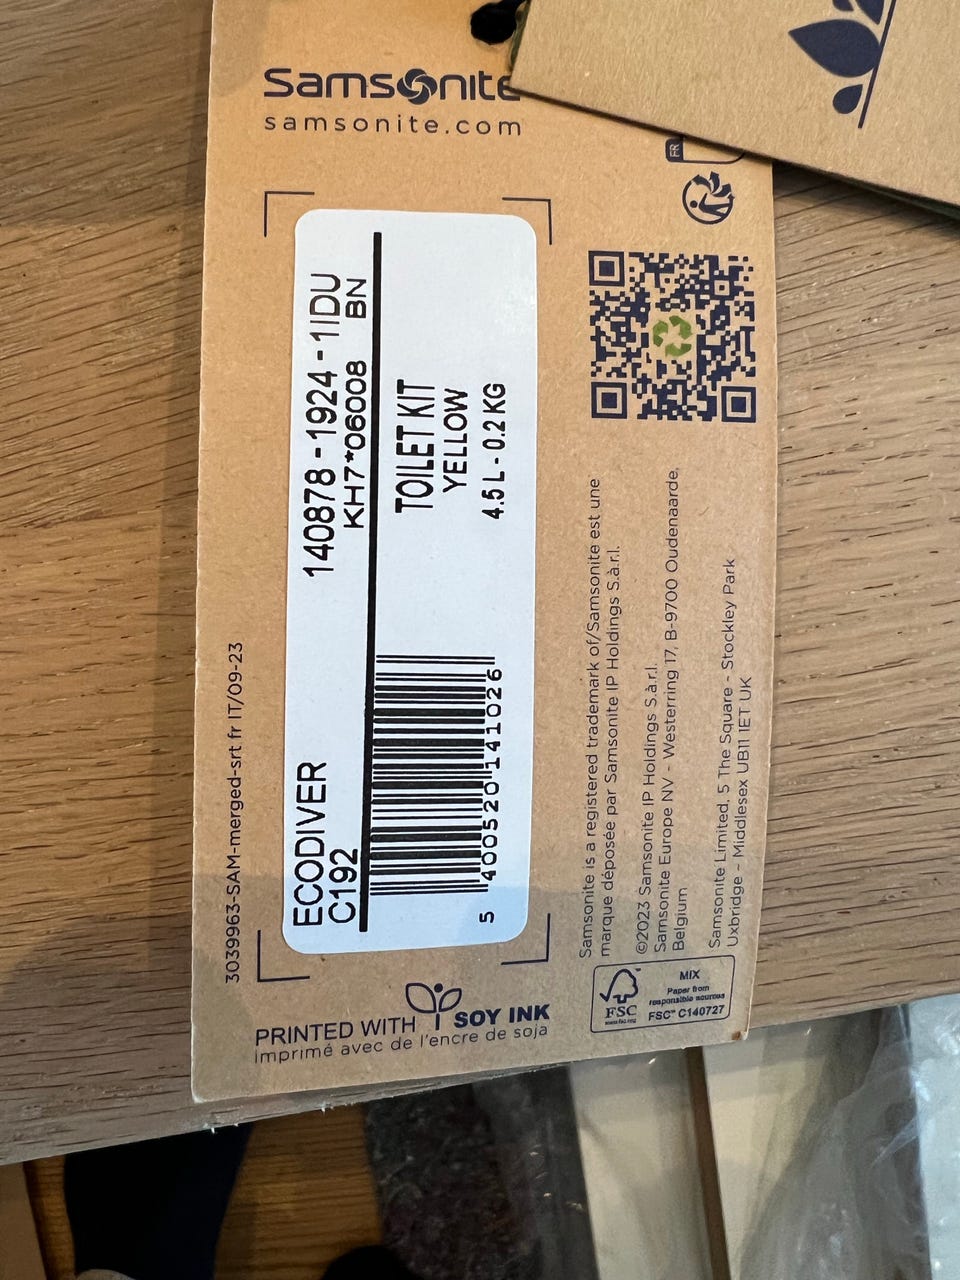 Samsonite
samsonite.com
FR
3039963-SAM-merged-srt fr IT/09-23
ECODIVER 140878 - 1924 - 1IDU
C192 KH7*06008 BN
TOILET KIT
YELLOW
4.5 L - 0.2 KG
5 400520 141026
Samsonite is a registered trademark of/Samsonite est une
marque déposée par Samsonite IP Holdings S.à.r.l.
©2023 Samsonite IP Holdings S.à.r.l.
Samsonite Europe NV - Westerring 17, B-9700 Oudenaarde,
Belgium
Samsonite Limited, 5 The Square - Stockley Park
Uxbridge - Middlesex UB11 1ET UK
PRINTED WITH SOY INK
imprimé avec de l'encre de soja
FSC
www.fsc.org
MIX
Paper from
responsible sources
FSC™ C140727